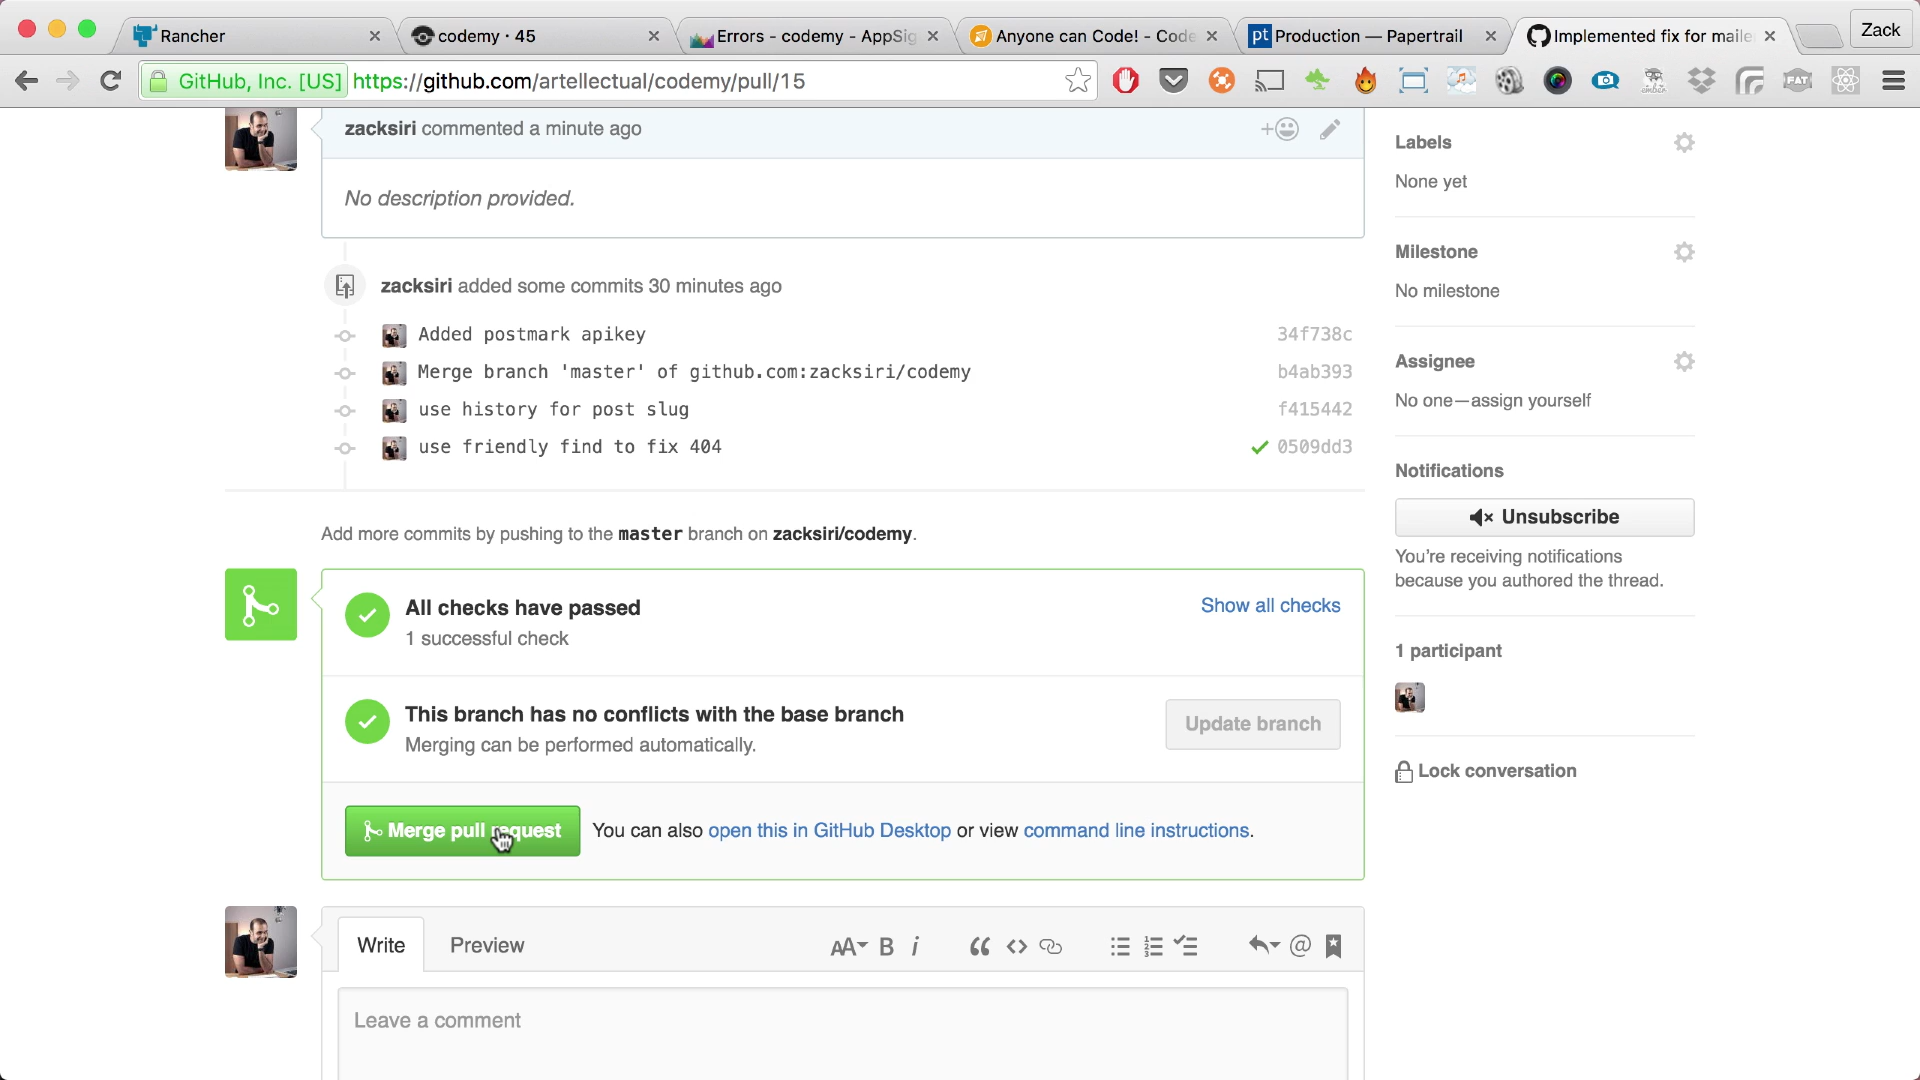 Rancher
codemy · 45
Errors - codemy - AppSig
Anyone can Code! - Code
pt Production — Papertrail
Implemented fix for maile
Zack
GitHub, Inc. [US] https://github.com/artellectual/codemy/pull/15
FAT
zacksiri commented a minute ago
No description provided.
zacksiri added some commits 30 minutes ago
Added postmark apikey 34f738c
Merge branch 'master' of github.com:zacksiri/codemy b4ab393
use history for post slug f415442
use friendly find to fix 404 0509dd3
Add more commits by pushing to the master branch on zacksiri/codemy.
All checks have passed
Show all checks
1 successful check
This branch has no conflicts with the base branch
Update branch
Merging can be performed automatically.
Merge pull request You can also open this in GitHub Desktop or view command line instructions.
Write Preview AA B i
Leave a comment
Labels
None yet
Milestone
No milestone
Assignee
No one—assign yourself
Notifications
Unsubscribe
You're receiving notifications
because you authored the thread.
1 participant
Lock conversation